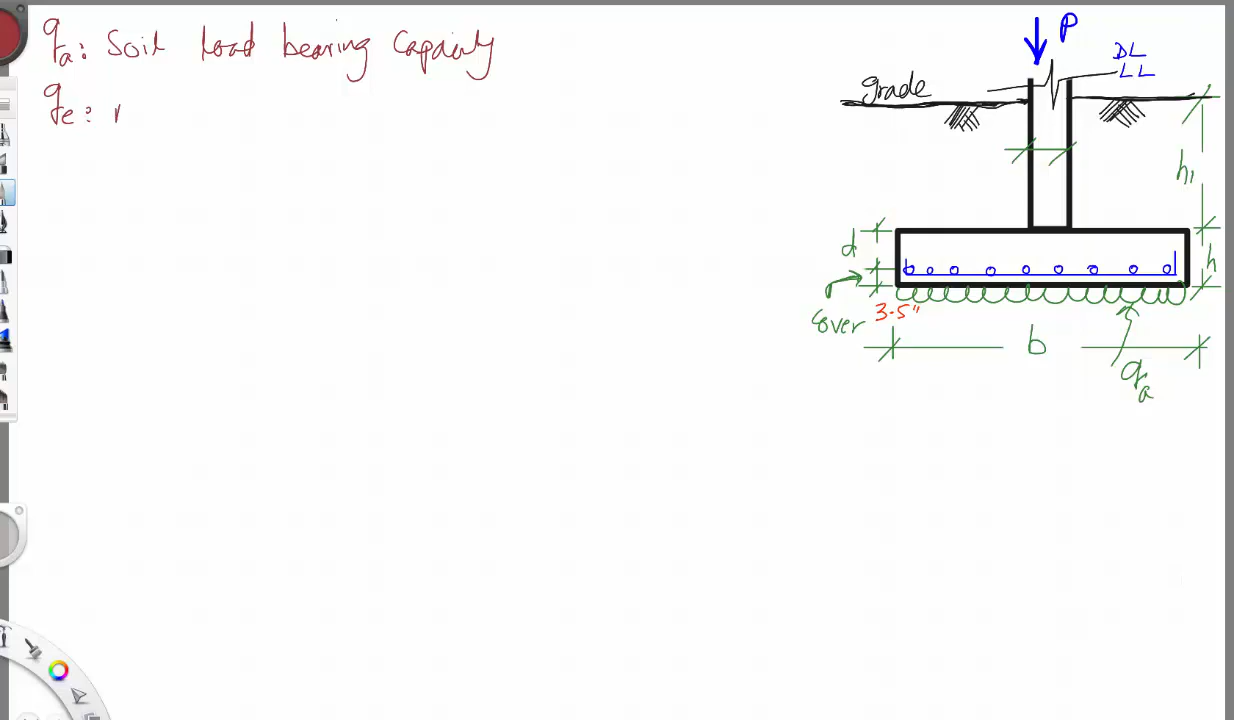 qa: Soil load bearing Capacity
qe:
P
DL
LL
grade
h1
d
h
cover
3.5"
b
qa